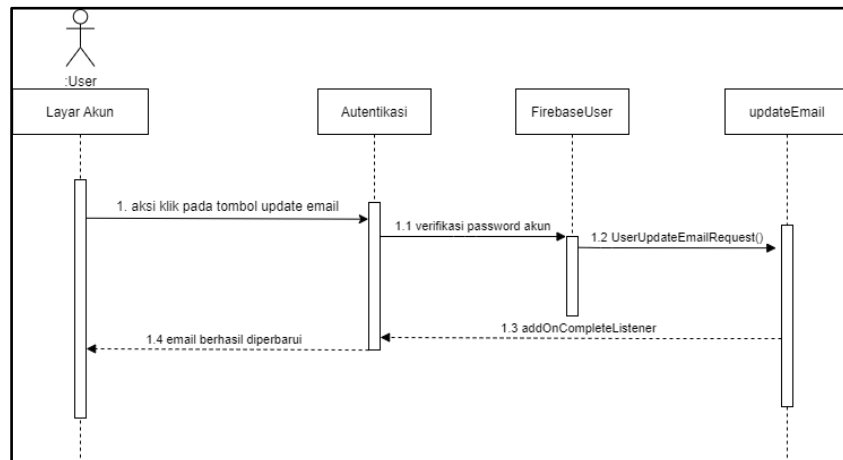 :User
Layar Akun
Autentikasi
FirebaseUser
updateEmail
1. aksi klik pada tombol update email
1.1 verifikasi password akun
1.2 UserUpdateEmailRequest()
1.3 addOnCompleteListener
1.4 email berhasil diperbarui